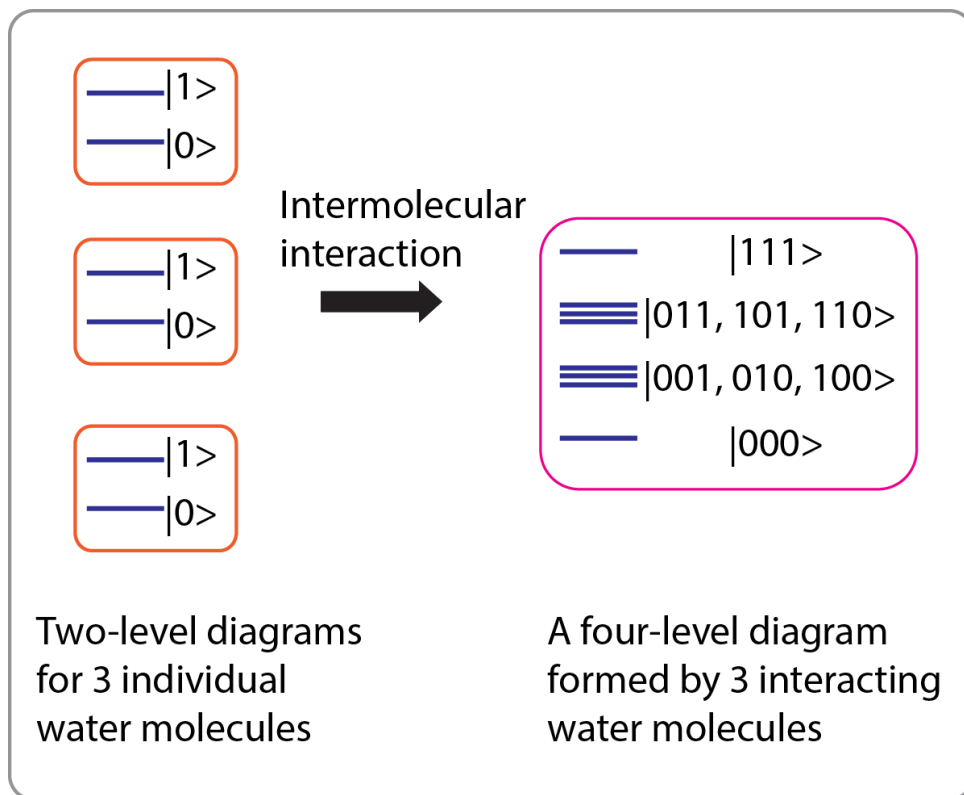 |1>
|0>
|1>
|0>
|1>
|0>
Intermolecular
interaction
|111>
|011, 101, 110>
|001, 010, 100>
|000>
Two-level diagrams
for 3 individual
water molecules
A four-level diagram
formed by 3 interacting
water molecules